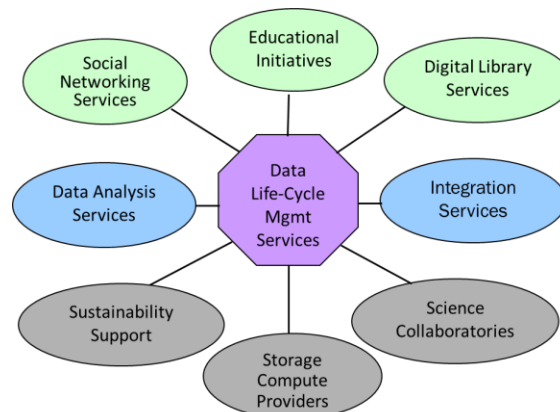 Educational
Initiatives
Social
Networking
Services
Digital Library
Services
Data
Life-Cycle
Mgmt
Services
Data Analysis
Services
Integration
Services
Sustainability
Support
Science
Collaboratories
Storage
Compute
Providers